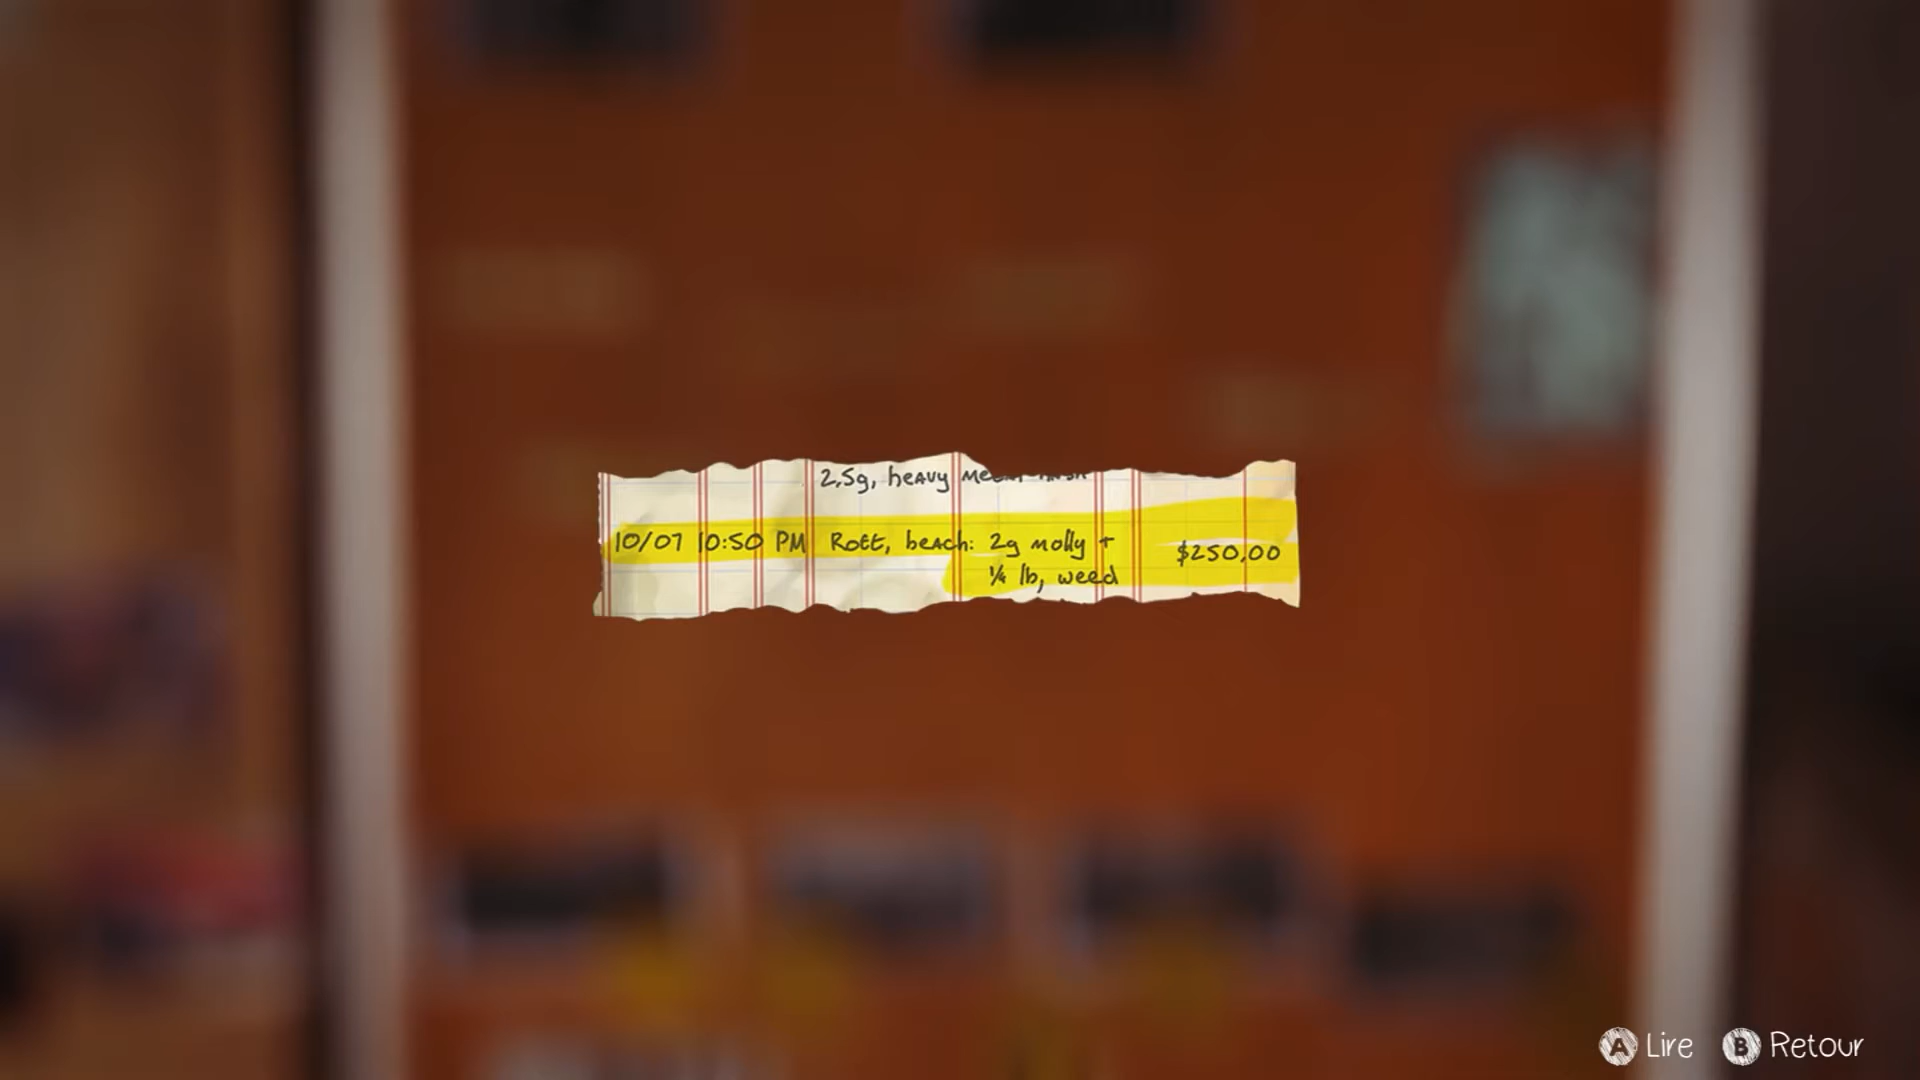 2,5g, heavy
10/07 10:50 PM Rott, beach: 2g molly + $250,00
1/4 lb, weed
A Lire B Retour